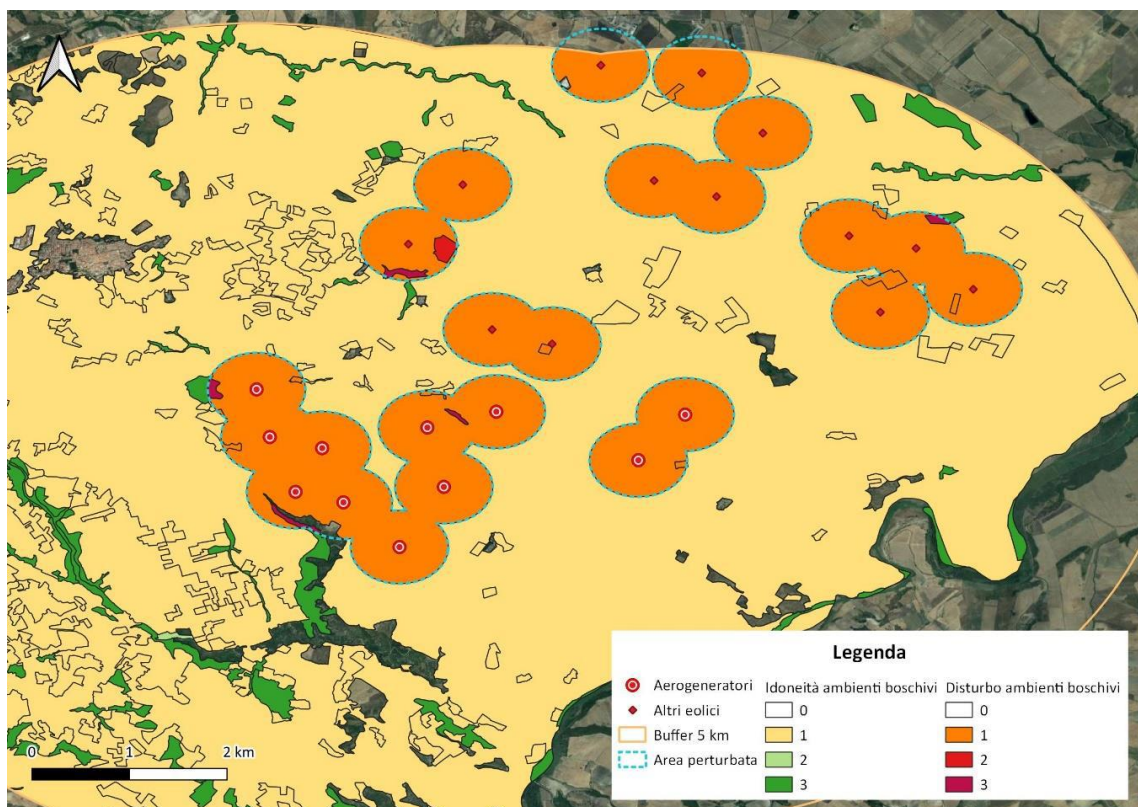 0 1 2 km
Legenda
Aerogeneratori
Altri eolici
Buffer 5 km
Area perturbata
Idoneità ambienti boschivi
0
1
2
3
Disturbo ambienti boschivi
0
1
2
3